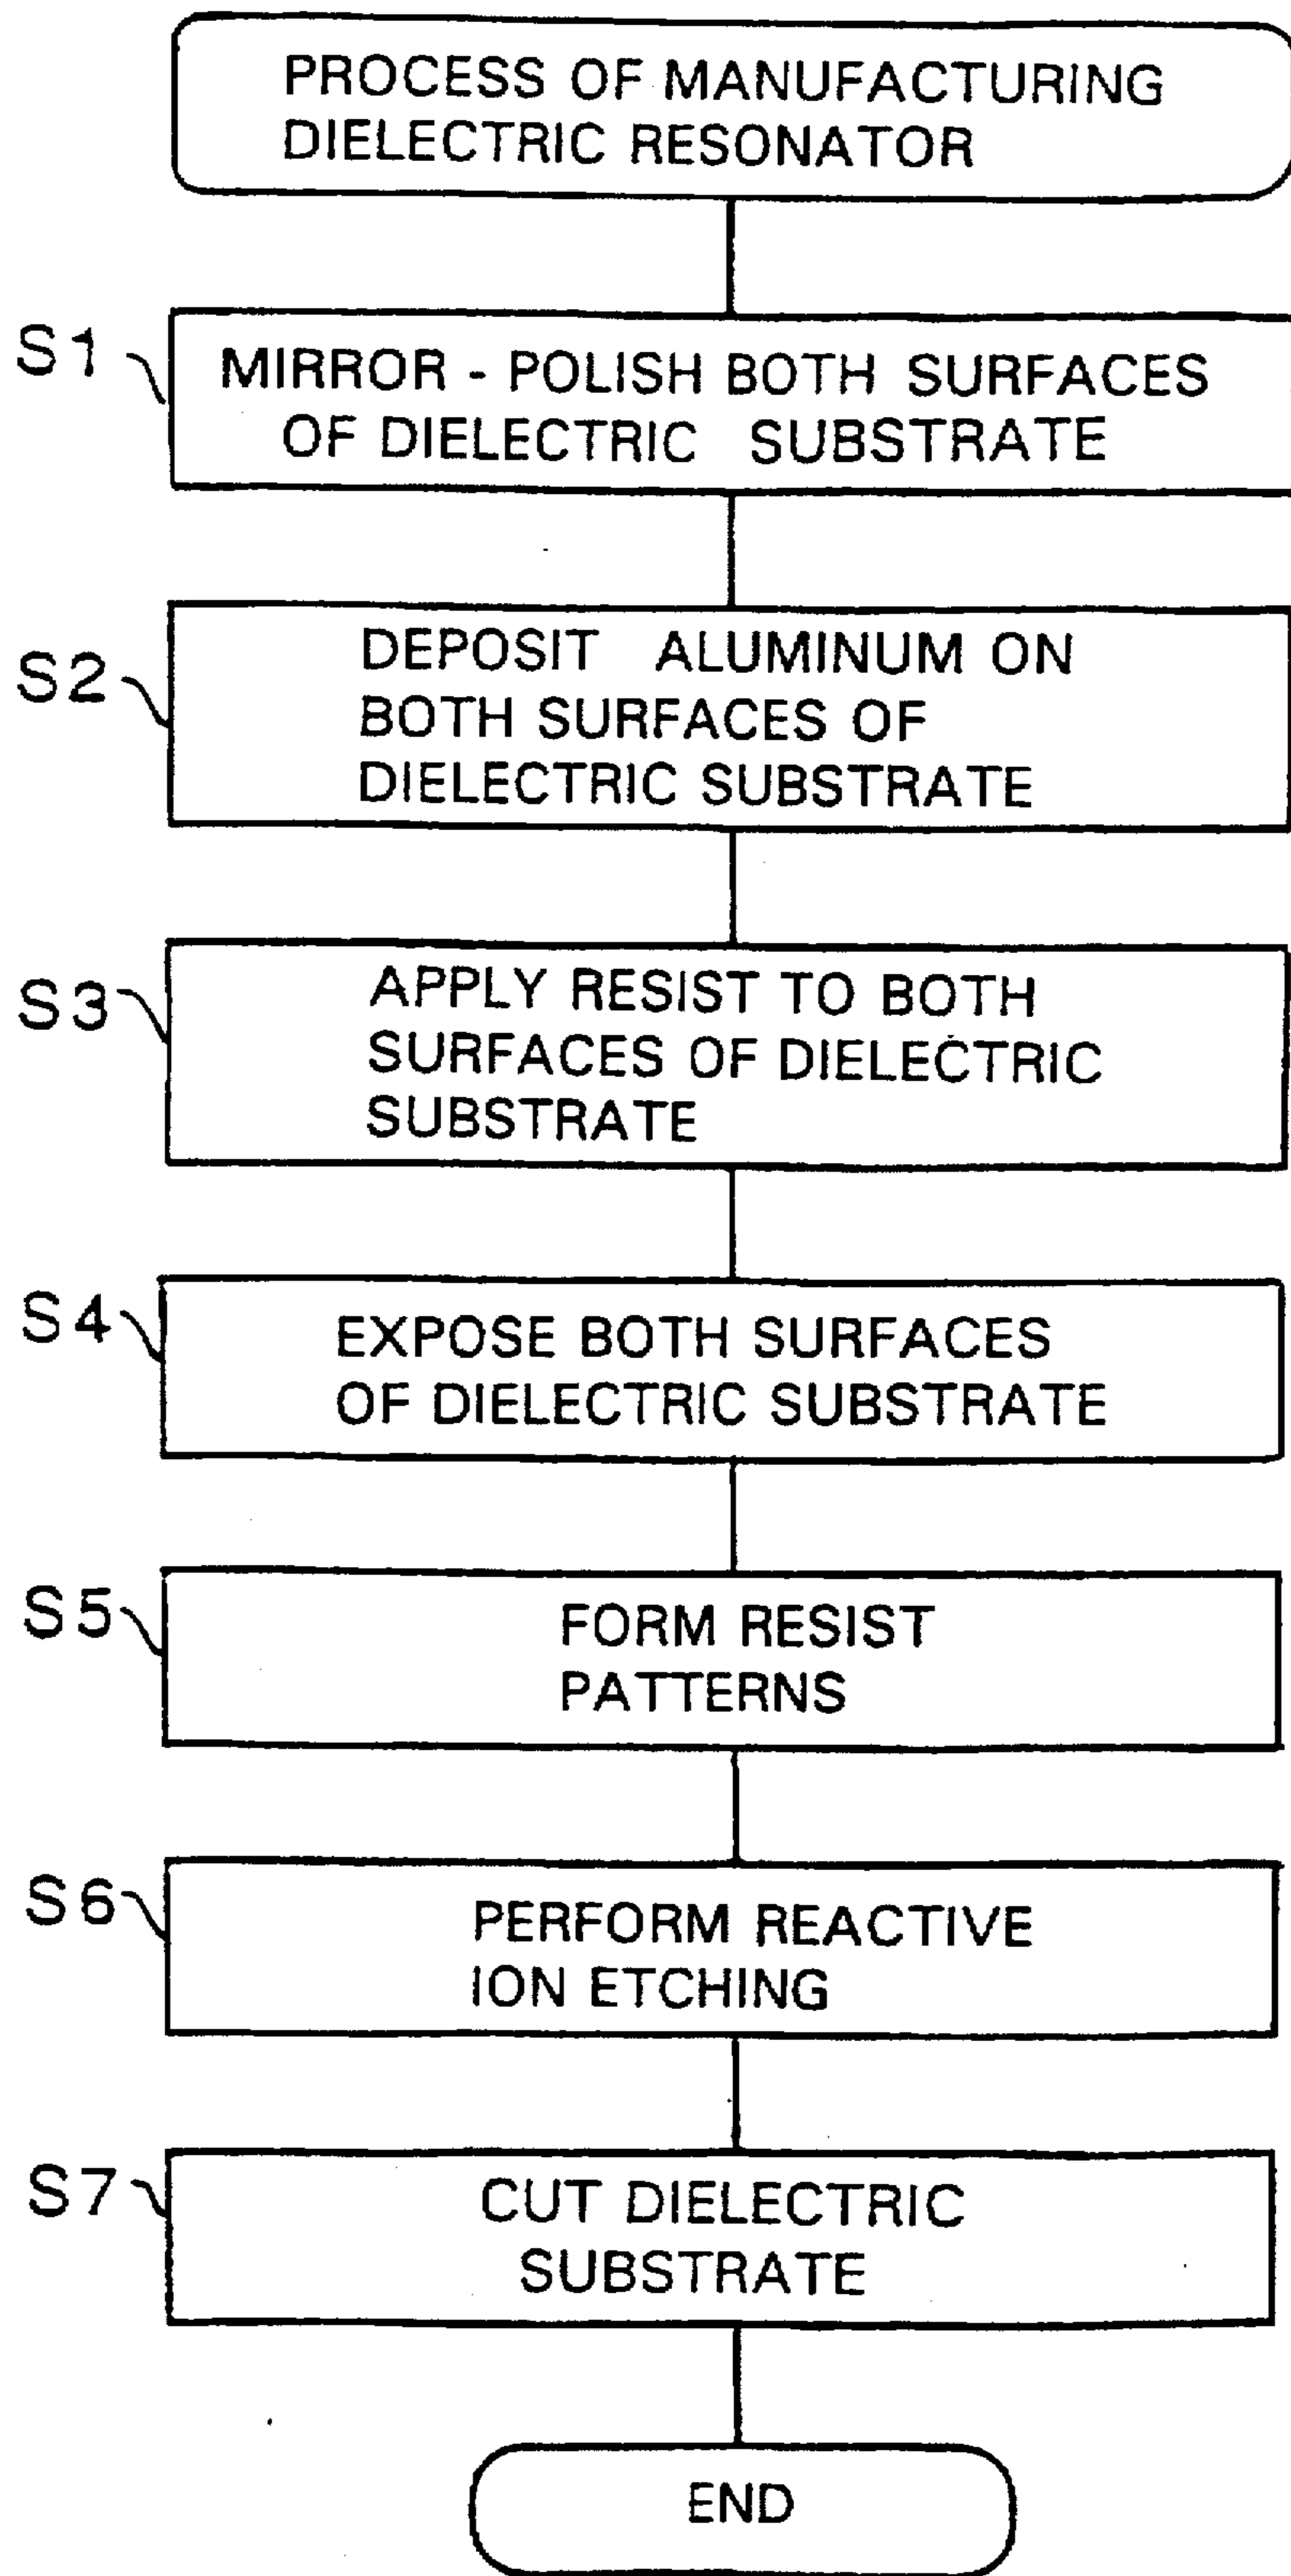 PROCESS OF MANUFACTURING
DIELECTRIC RESONATOR
S1
MIRROR - POLISH BOTH SURFACES
OF DIELECTRIC SUBSTRATE
S2
DEPOSIT ALUMINUM ON
BOTH SURFACES OF
DIELECTRIC SUBSTRATE
S3
APPLY RESIST TO BOTH
SURFACES OF DIELECTRIC
SUBSTRATE
S4
EXPOSE BOTH SURFACES
OF DIELECTRIC SUBSTRATE
S5
FORM RESIST
PATTERNS
S6
PERFORM REACTIVE
ION ETCHING
S7
CUT DIELECTRIC
SUBSTRATE
END